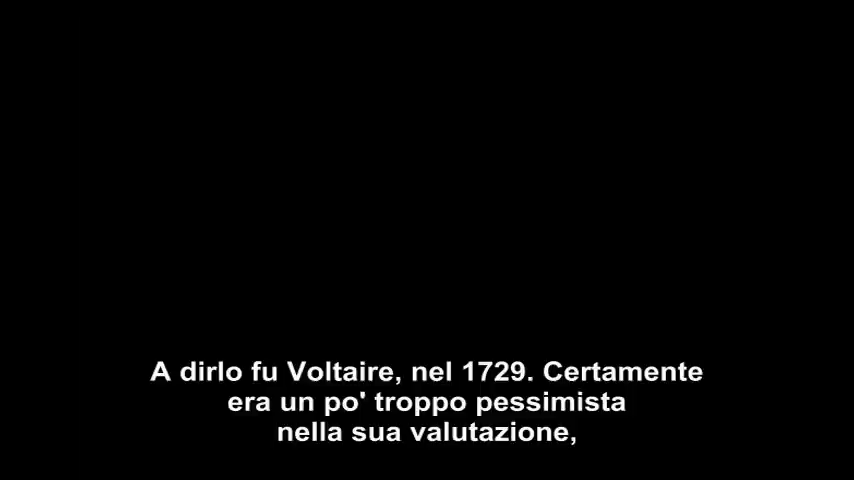 A dirlo fu Voltaire, nel 1729. Certamente
era un po' troppo pessimista
nella sua valutazione,